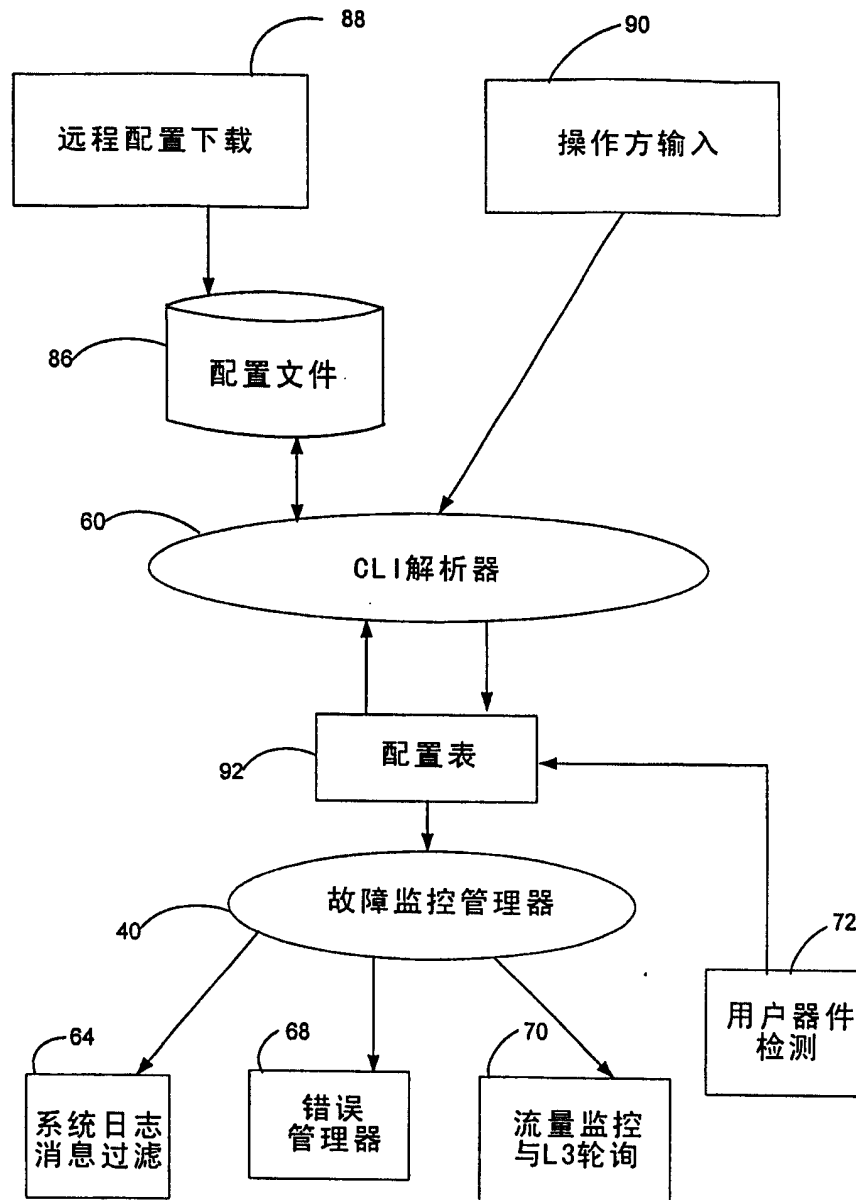 88
90
远程配置下载
操作方输入
86
配置文件
60
CLI解析器
92
配置表
40
故障监控管理器
72
用户器件
检测
64
系统日志
消息过滤
68
错误
管理器
70
流量监控
与L3轮询